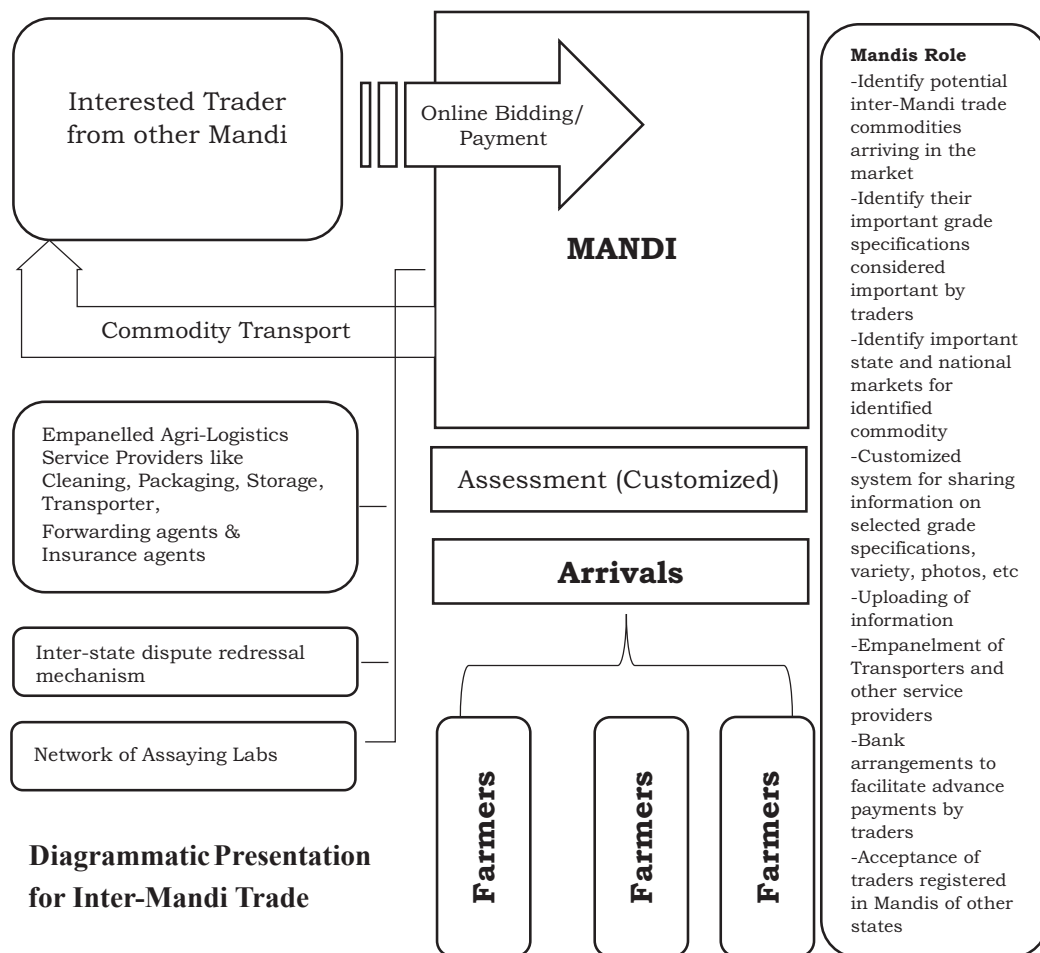 Interested Trader
from other Mandi
Online Bidding/
Payment
MANDI
Commodity Transport
Empanelled Agri-Logistics
Service Providers like
Cleaning, Packaging, Storage,
Transporter,
Forwarding agents &
Insurance agents
Inter-state dispute redressal
mechanism
Network of Assaying Labs
Assessment (Customized)
Arrivals
Farmers
Farmers
Farmers
Diagrammatic Presentation
for Inter-Mandi Trade
Mandis Role
-Identify potential
inter-Mandi trade
commodities
arriving in the
market
-Identify their
important grade
specifications
considered
important by
traders
-Identify important
state and national
markets for
identified
commodity
-Customized
system for sharing
information on
selected grade
specifications,
variety, photos, etc
-Uploading of
information
-Empanelment of
Transporters and
other service
providers
-Bank
arrangements to
facilitate advance
payments by
traders
-Acceptance of
traders registered
in Mandis of other
states